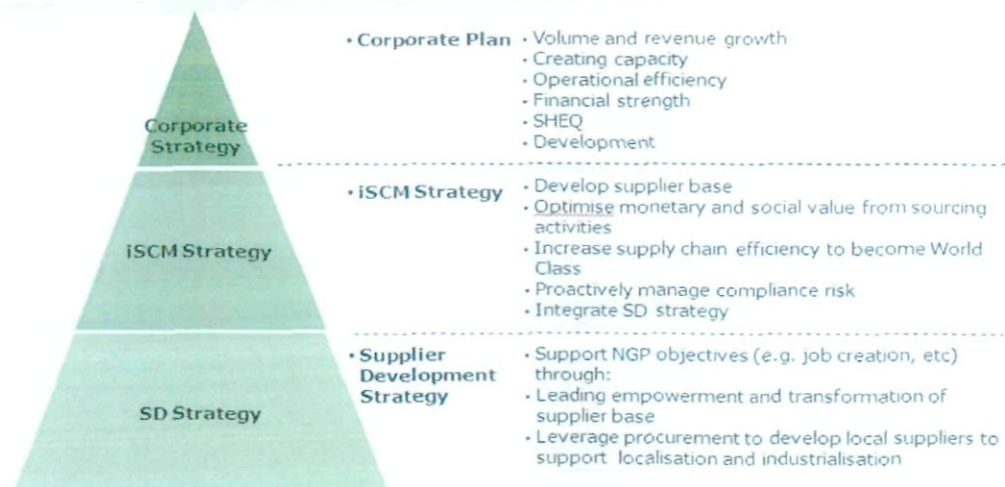 Corporate
Strategy
• Corporate Plan
• Volume and revenue growth
• Creating capacity
• Operational efficiency
• Financial strength
• SHEQ
• Development
iSCM Strategy
• iSCM Strategy
• Develop supplier base
• Optimise monetary and social value from sourcing
activities
• Increase supply chain efficiency to become World
Class
• Proactively manage compliance risk
• Integrate SD strategy
SD Strategy
• Supplier
Development
Strategy
• Support NGP objectives (e.g. job creation, etc)
through:
• Leading empowerment and transformation of
supplier base
• Leverage procurement to develop local suppliers to
support localisation and industrialisation